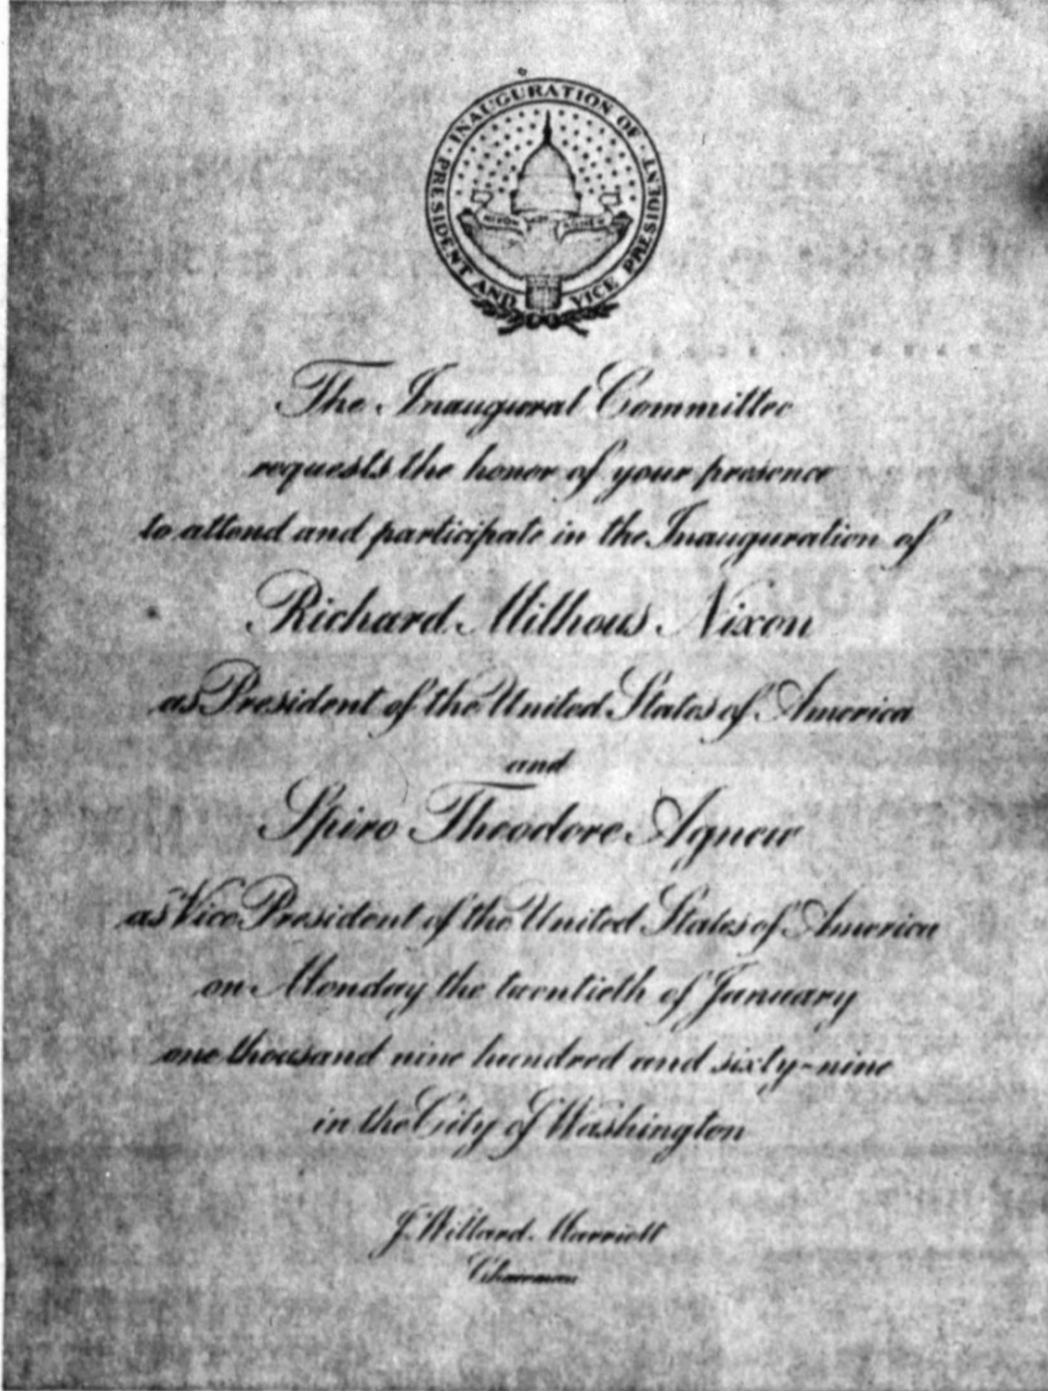 INAUGURATION OF PRESIDENT AND VICE PRESIDENT
NIXON AGNEW
The Inaugural Committee
requests the honor of your presence
to attend and participate in the Inauguration of
Richard Milhous Nixon
as President of the United States of America
and
Spiro Theodore Agnew
as Vice President of the United States of America
on Monday the twentieth of January
one thousand nine hundred and sixty-nine
in the City of Washington
J. Willard Marriott
Chairman